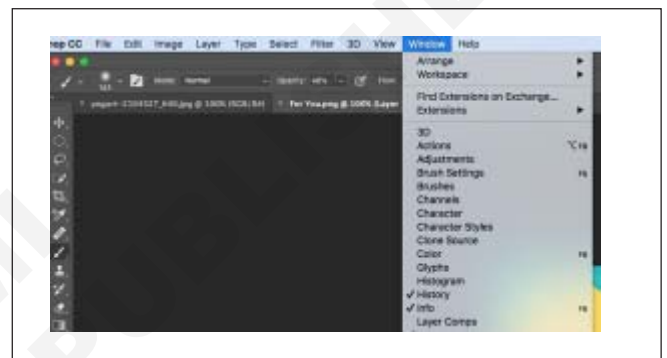 CC File Edit Image Layer Type Select Filter 3D View Window Help
Mode: Normal Opacity:
100% For You.png @ 100% (Layer
Arrange
Workspace
Find Extensions on Exchange...
Extensions
3D
Actions
Adjustments
Brush Settings
Brushes
Channels
Character
Character Styles
Clone Source
Color
Glyphs
Histogram
✓ History
✓ Info
Layer Comps